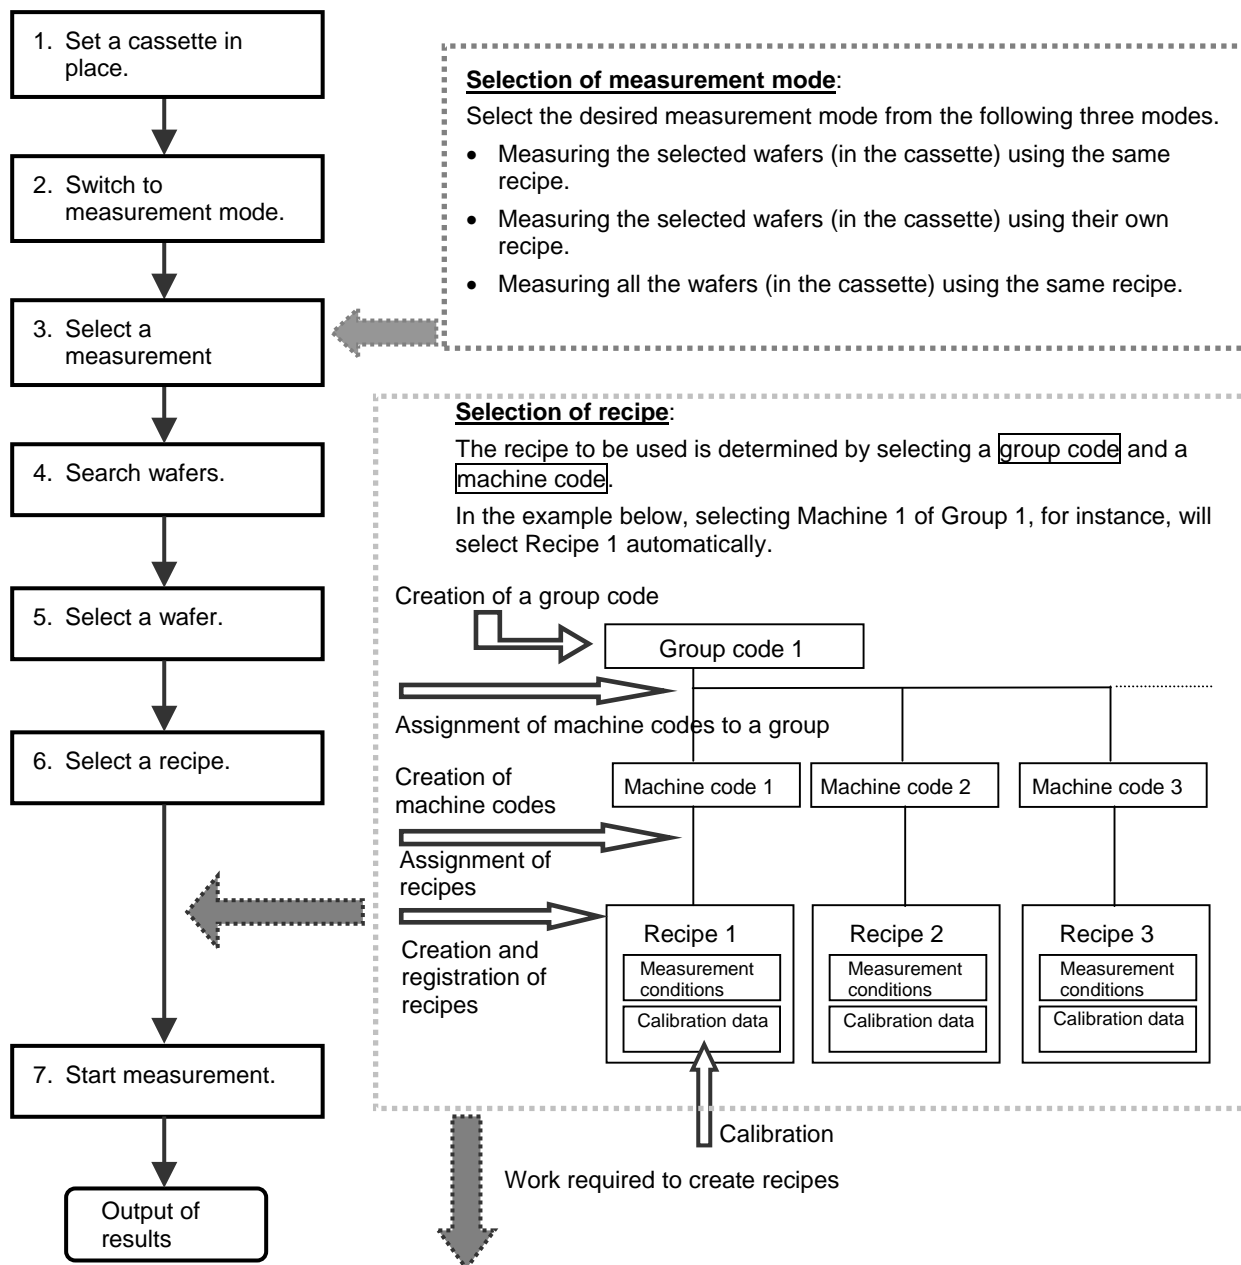 1. Set a cassette in
place.
2. Switch to
measurement mode.
3. Select a
measurement
4. Search wafers.
5. Select a wafer.
6. Select a recipe.
7. Start measurement.
Output of
results
Selection of measurement mode:
Select the desired measurement mode from the following three modes.
• Measuring the selected wafers (in the cassette) using the same
recipe.
• Measuring the selected wafers (in the cassette) using their own
recipe.
• Measuring all the wafers (in the cassette) using the same recipe.
Selection of recipe:
The recipe to be used is determined by selecting a group code and a
machine code.
In the example below, selecting Machine 1 of Group 1, for instance, will
select Recipe 1 automatically.
Creation of a group code
Group code 1
Assignment of machine codes to a group
Creation of
machine codes
Machine code 1
Machine code 2
Machine code 3
Assignment of
recipes
Creation and
registration of
recipes
Recipe 1
Measurement
conditions
Calibration data
Recipe 2
Measurement
conditions
Calibration data
Recipe 3
Measurement
conditions
Calibration data
Calibration
Work required to create recipes